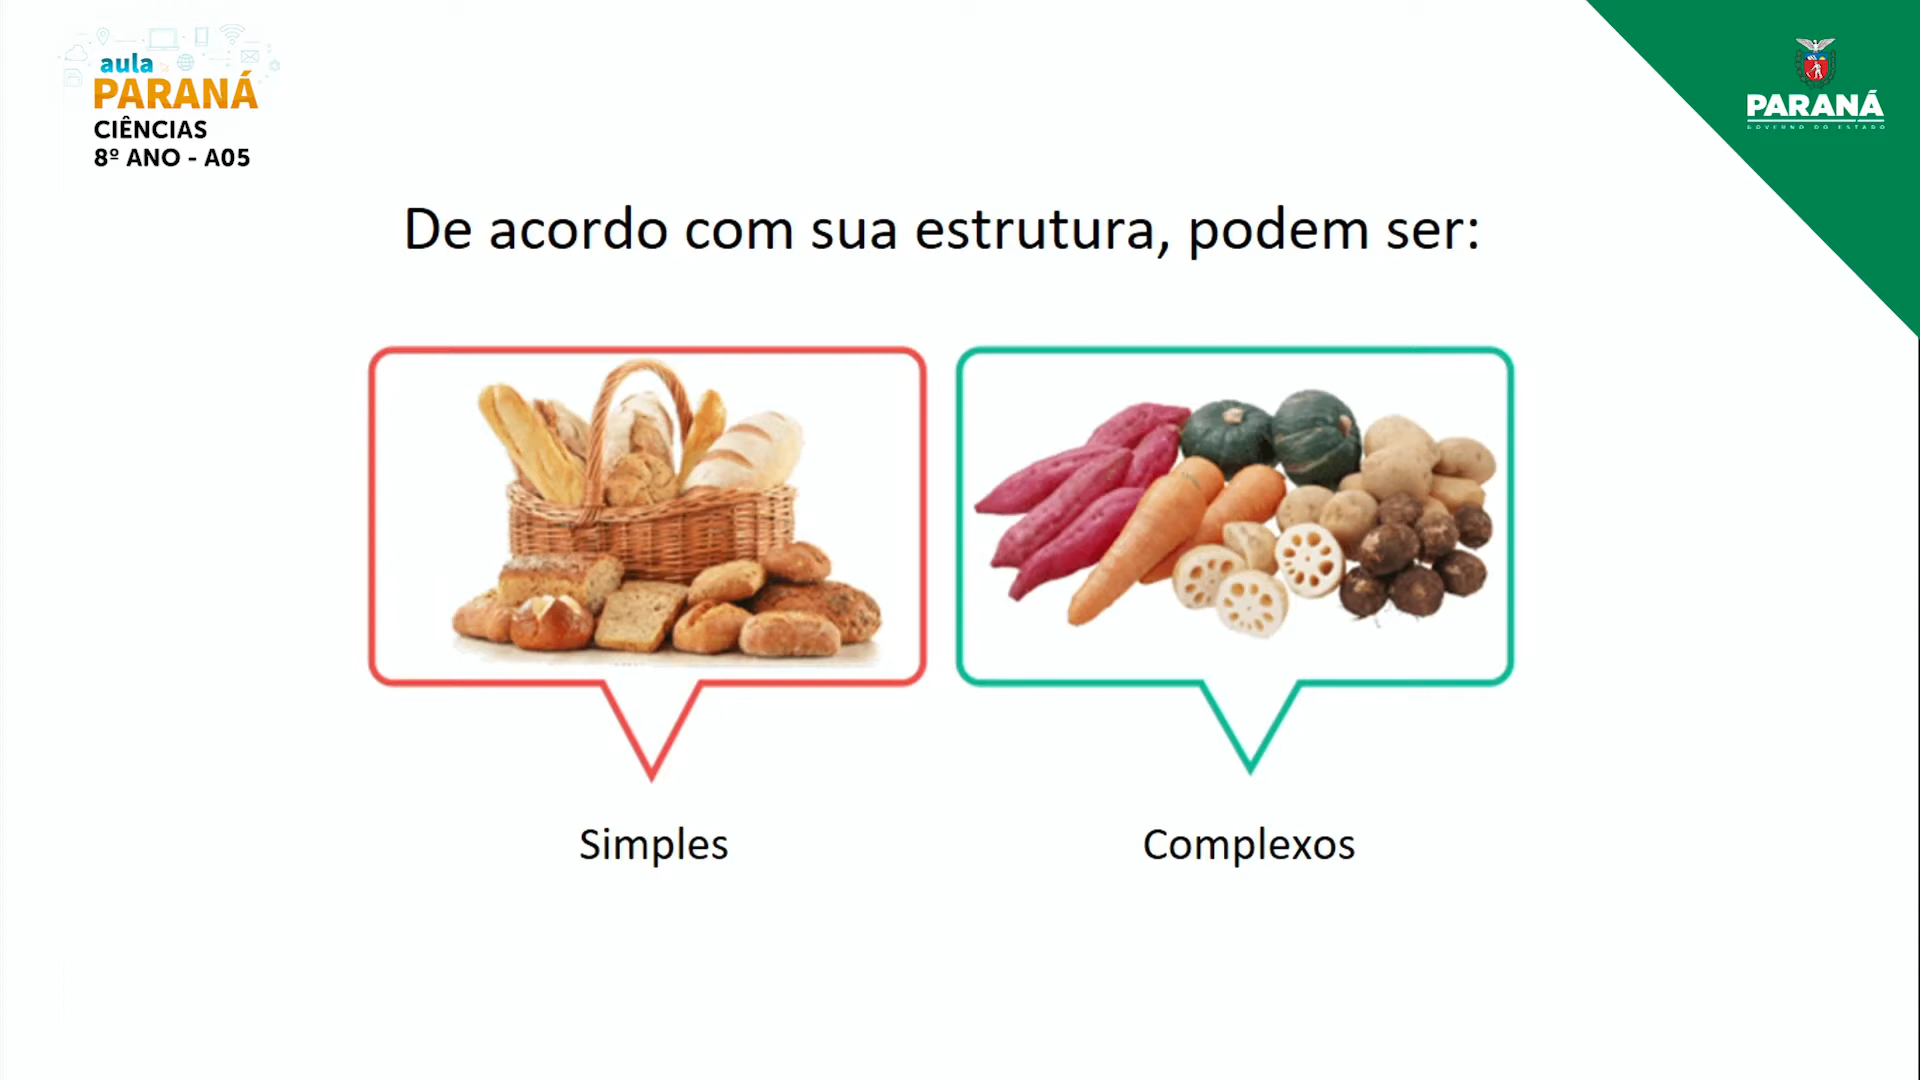 aula
PARANÁ
CIÊNCIAS
8º ANO - A05
PARANÁ
GOVERNO DO ESTADO
De acordo com sua estrutura, podem ser:
Simples
Complexos